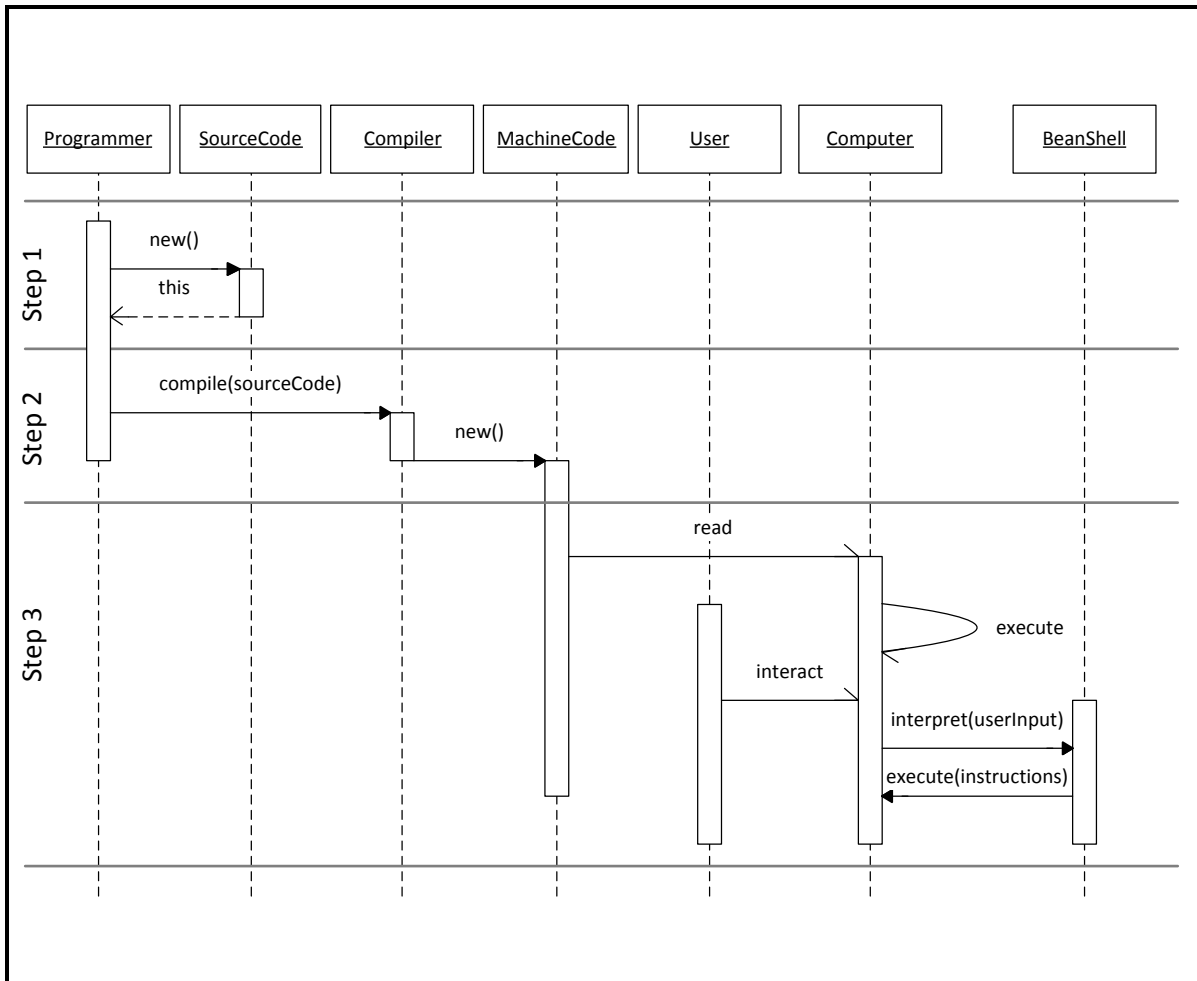 Programmer
SourceCode
Compiler
MachineCode
User
Computer
BeanShell
Step 1
new()
this
Step 2
compile(sourceCode)
new()
Step 3
read
execute
interact
interpret(userInput)
execute(instructions)